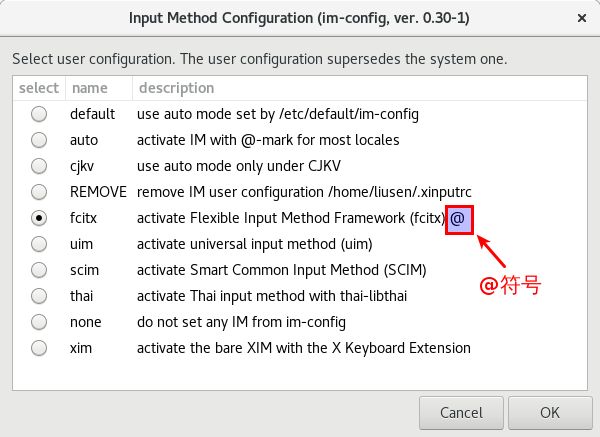 Input Method Configuration (im-config, ver. 0.30-1)
Select user configuration. The user configuration supersedes the system one.
select name description
default use auto mode set by /etc/default/im-config
auto activate IM with @-mark for most locales
cjkv use auto mode only under CJKV
REMOVE remove IM user configuration /home/liusen/.xinputrc
fcitx activate Flexible Input Method Framework (fcitx) @
uim activate universal input method (uim)
scim activate Smart Common Input Method (SCIM)
@符号
thai activate Thai input method with thai-libthai
none do not set any IM from im-config
xim activate the bare XIM with the X Keyboard Extension
Cancel OK